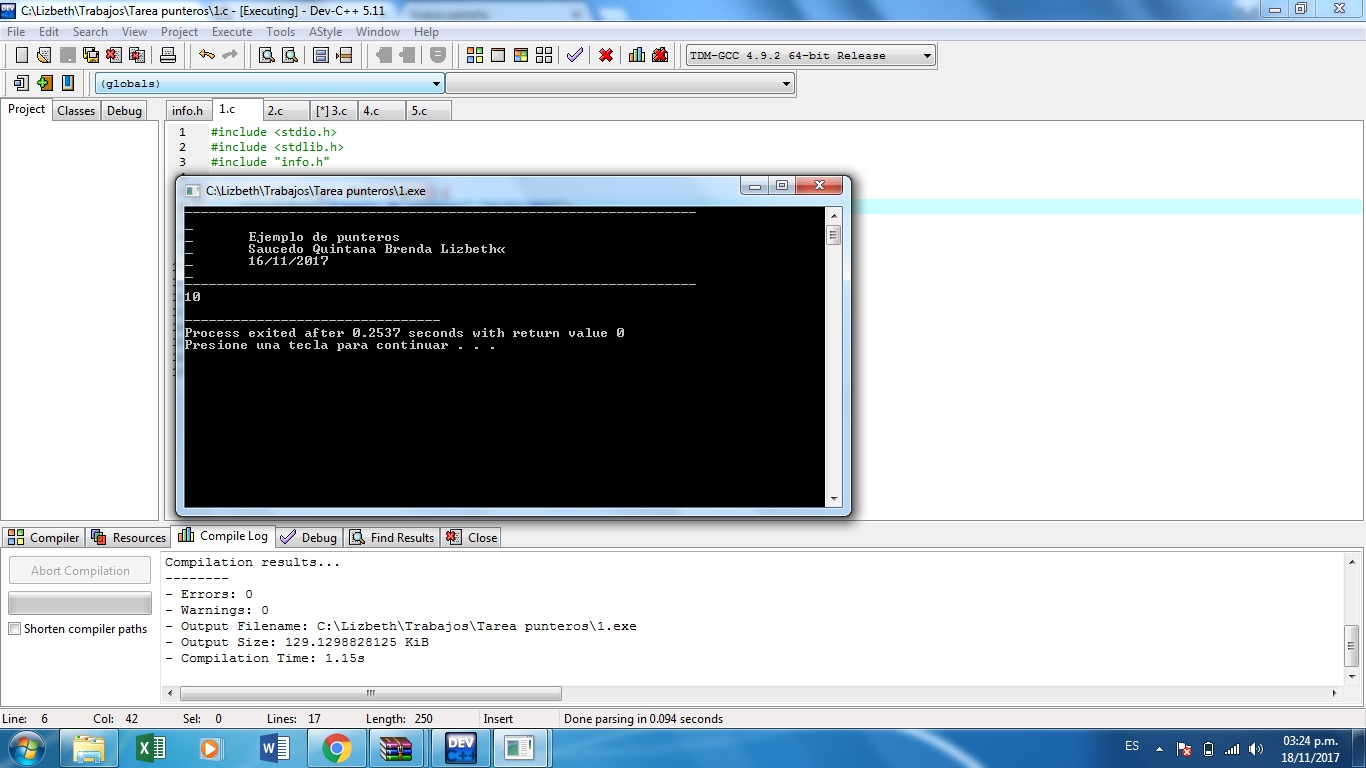 C:\Lizbeth\Trabajos\Tarea punteros\1.c - [Executing] - Dev-C++ 5.11
File Edit Search View Project Execute Tools AStyle Window Help
TDM-GCC 4.9.2 64-bit Release
(globals)
Project Classes Debug
info.h 1.c 2.c [*] 3.c 4.c 5.c
1 #include <stdio.h>
2 #include <stdlib.h>
3 #include "info.h"
C:\Lizbeth\Trabajos\Tarea punteros\1.exe
Ejemplo de punteros
Saucedo Quintana Brenda Lizbeth«
16/11/2017
10
--------------------------------
Process exited after 0.2537 seconds with return value 0
Presione una tecla para continuar . . .
Compiler Resources Compile Log Debug Find Results Close
Abort Compilation
Shorten compiler paths
Compilation results...
--------
- Errors: 0
- Warnings: 0
- Output Filename: C:\Lizbeth\Trabajos\Tarea punteros\1.exe
- Output Size: 129.1298828125 KiB
- Compilation Time: 1.15s
Line: 6 Col: 42 Sel: 0 Lines: 17 Length: 250 Insert Done parsing in 0.094 seconds
DEV C++
ES
03:24 p.m.
18/11/2017